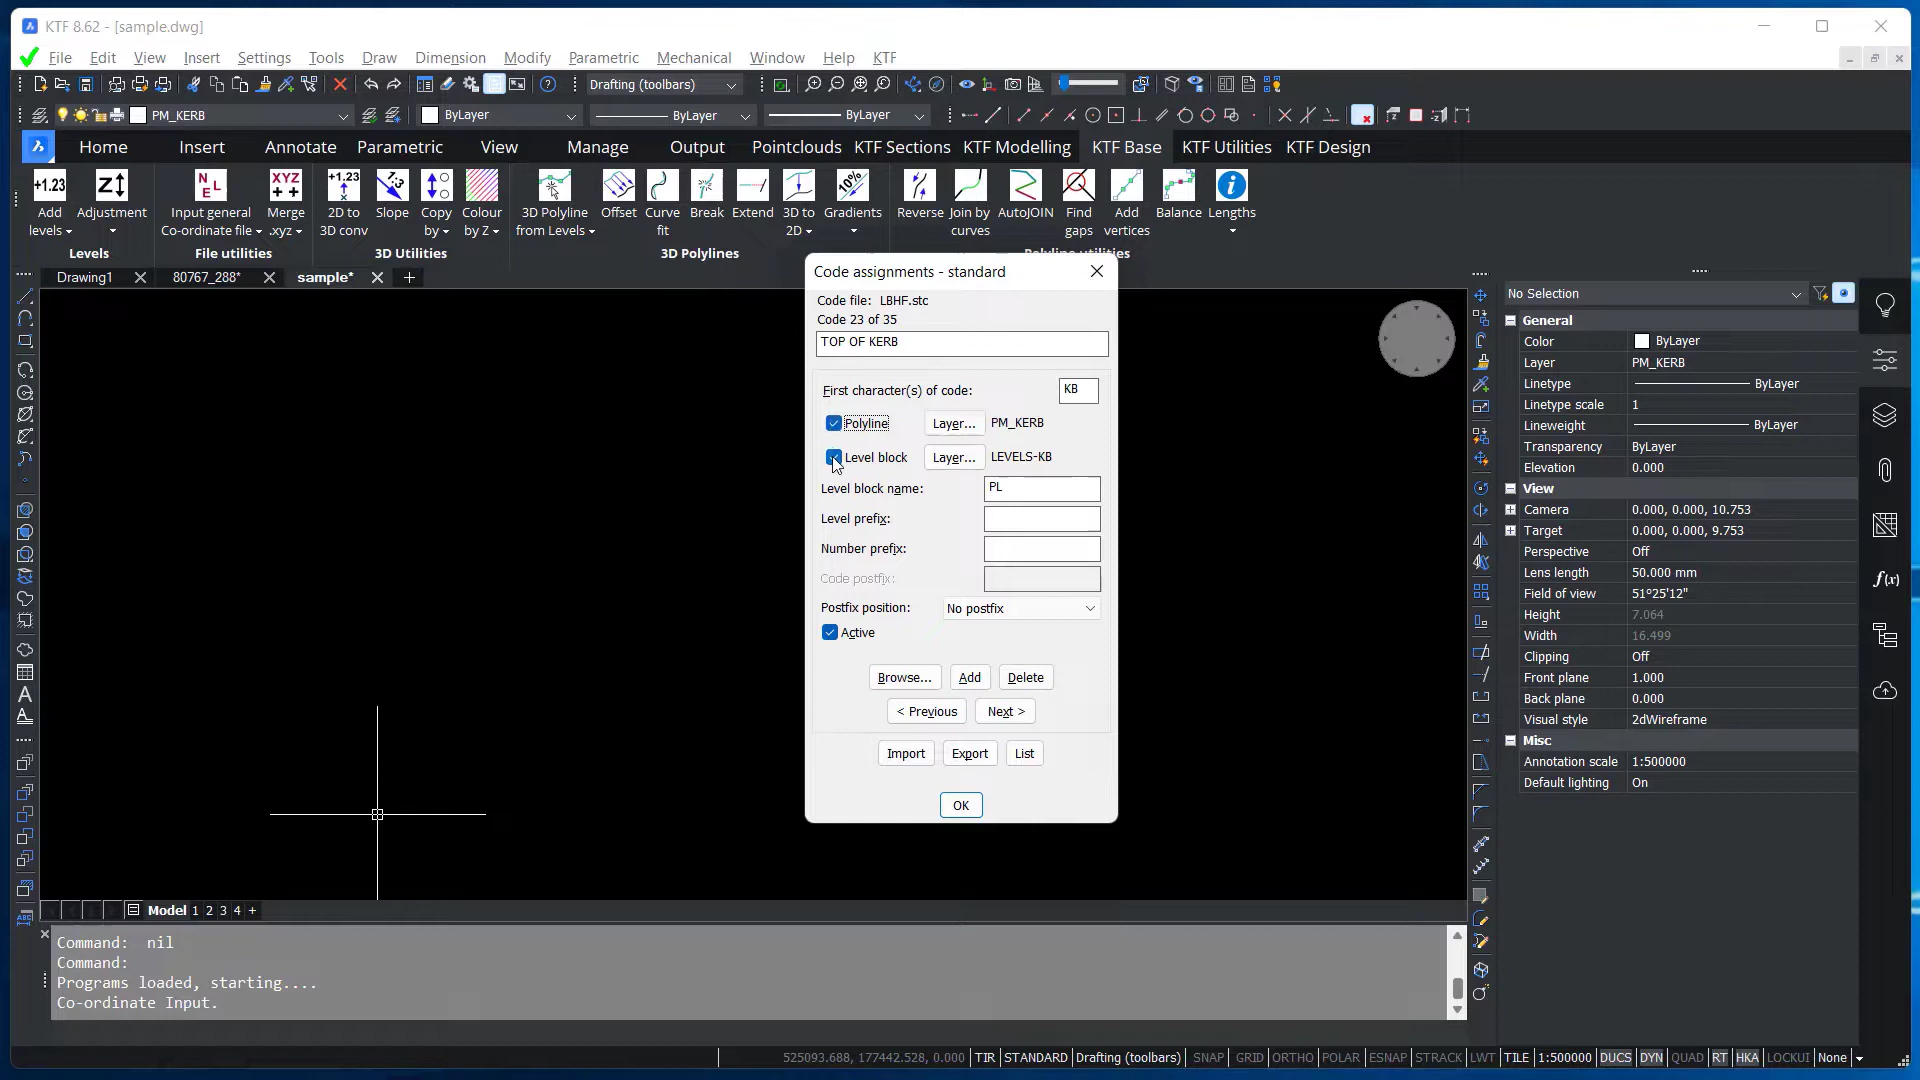 KTF 8.62 - [sample.dwg]
File Edit View Insert Settings Tools Draw Dimension Modify Parametric Mechanical Window Help KTF
Drafting (toolbars)
PM_KERB ByLayer ByLayer ByLayer
Home Insert Annotate Parametric View Manage Output Pointclouds KTF Sections KTF Modelling KTF Base KTF Utilities KTF Design
Add levels
Adjustment
Input general Co-ordinate file
Merge .xyz
2D to 3D conv
Slope
Copy by
Colour by Z
3D Polyline from Levels
Offset
Curve fit
Break
Extend
3D to 2D
Gradients
Reverse
Join by curves
AutoJOIN
Find gaps
Add vertices
Balance
Lengths
Levels File utilities 3D Utilities 3D Polylines Polyline utilities
Drawing1 80767_288* sample*
Code assignments - standard
Code file: LBHF.stc
Code 23 of 35
TOP OF KERB
First character(s) of code: KB
Polyline Layer... PM_KERB
Level block Layer... LEVELS-KB
Level block name: PL
Level prefix:
Number prefix:
Code postfix:
Postfix position: No postfix
Active
Browse... Add Delete
< Previous Next >
Import Export List
OK
No Selection
General
Color ByLayer
Layer PM_KERB
Linetype ByLayer
Linetype scale 1
Lineweight ByLayer
Transparency ByLayer
Elevation 0.000
View
Camera 0.000, 0.000, 10.753
Target 0.000, 0.000, 9.753
Perspective Off
Lens length 50.000 mm
Field of view 51°25'12"
Height 7.064
Width 16.499
Clipping Off
Front plane 1.000
Back plane 0.000
Visual style 2dWireframe
Misc
Annotation scale 1:500000
Default lighting On
Model 1 2 3 4 +
Command:  nil
Command:
Programs loaded, starting....
Co-ordinate Input.
525093.688, 177442.528, 0.000 TIR STANDARD Drafting (toolbars) SNAP GRID ORTHO POLAR ESNAP STRACK LWT TILE 1:500000 DUCS DYN QUAD RT HKA LOCKUI None